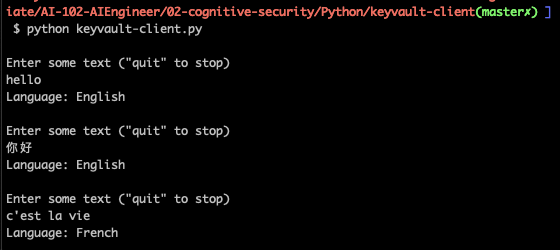 iate/AI-102-AIEngineer/02-cognitive-security/Python/keyvault-client(master✗) ]
$ python keyvault-client.py
Enter some text ("quit" to stop)
hello
Language: English
Enter some text ("quit" to stop)
你好
Language: English
Enter some text ("quit" to stop)
c'est la vie
Language: French